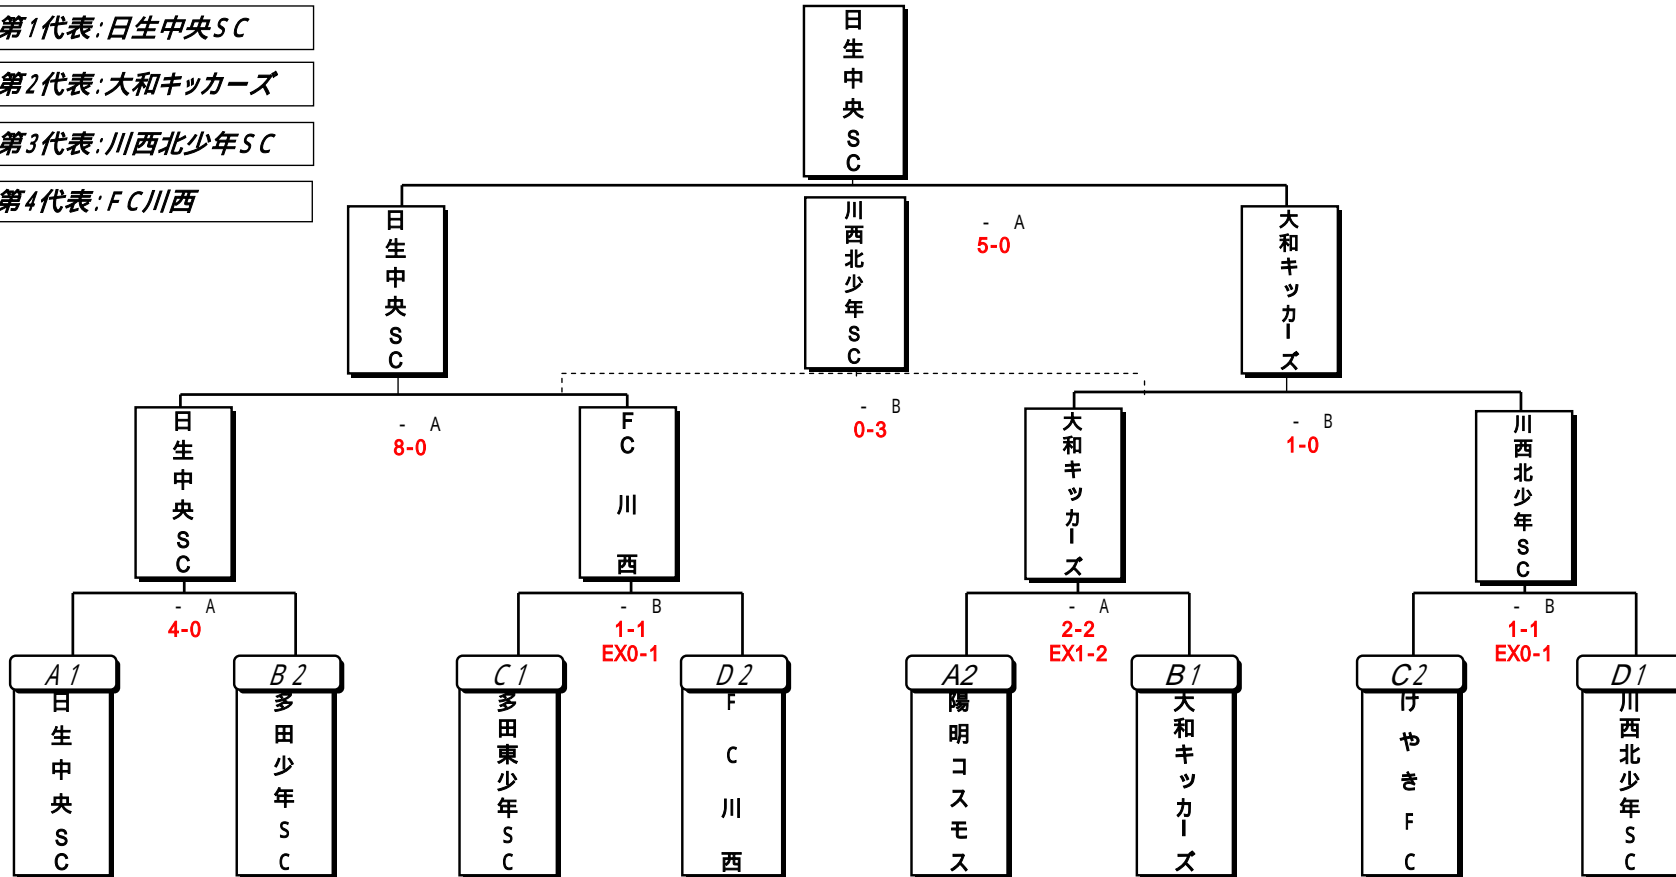 第1代表:日生中央SC
第2代表:大和キッカーズ
第3代表:川西北少年SC
第4代表:FC川西
日生中央SC
日生中央SC
川西北少年SC
- A
5-0
大和キッカーズ
日生中央SC
- A
8-0
FC川西
- B
0-3
大和キッカーズ
- B
1-0
川西北少年SC
- A
4-0
- B
1-1
EX0-1
- A
2-2
EX1-2
- B
1-1
EX0-1
A1
B2
C1
D2
A2
B1
C2
D1
日生中央SC
多田少年SC
多田東少年SC
FC川西
陽明コスモス
大和キッカーズ
けやきFC
川西北少年SC